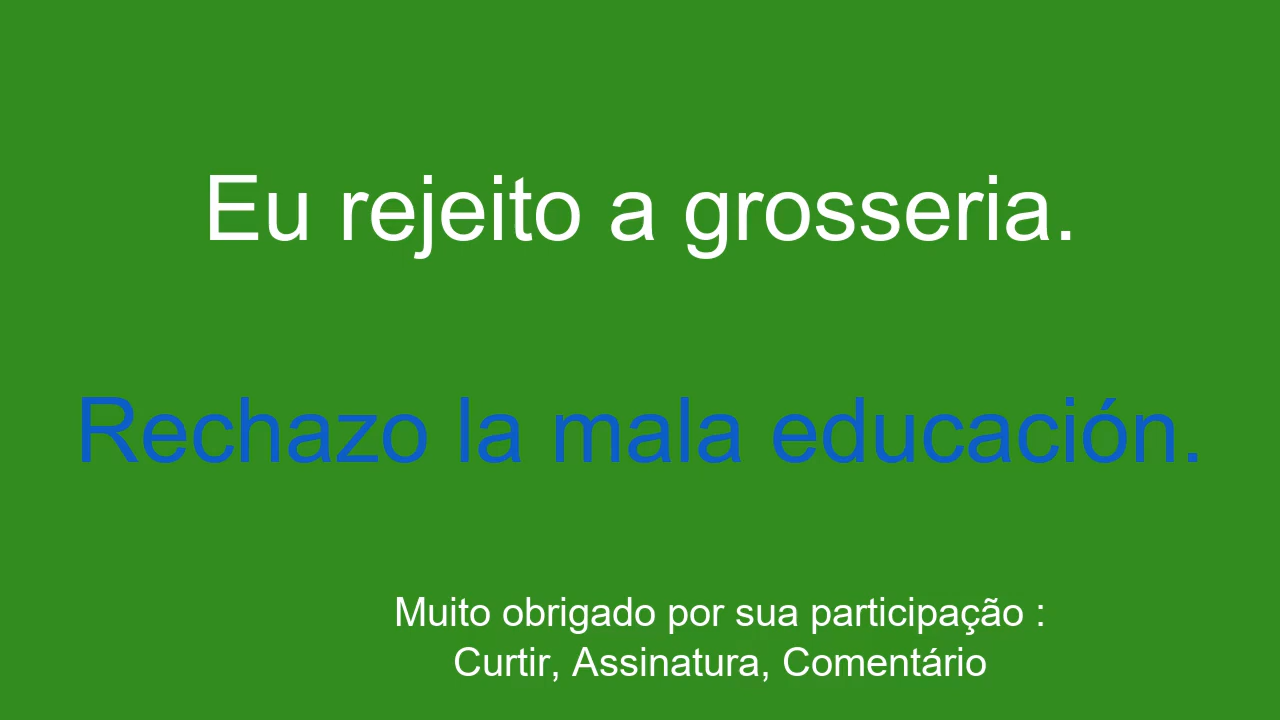 Eu rejeito a grosseria.
Rechazo la mala educación.
Muito obrigado por sua participação :
Curtir, Assinatura, Comentário